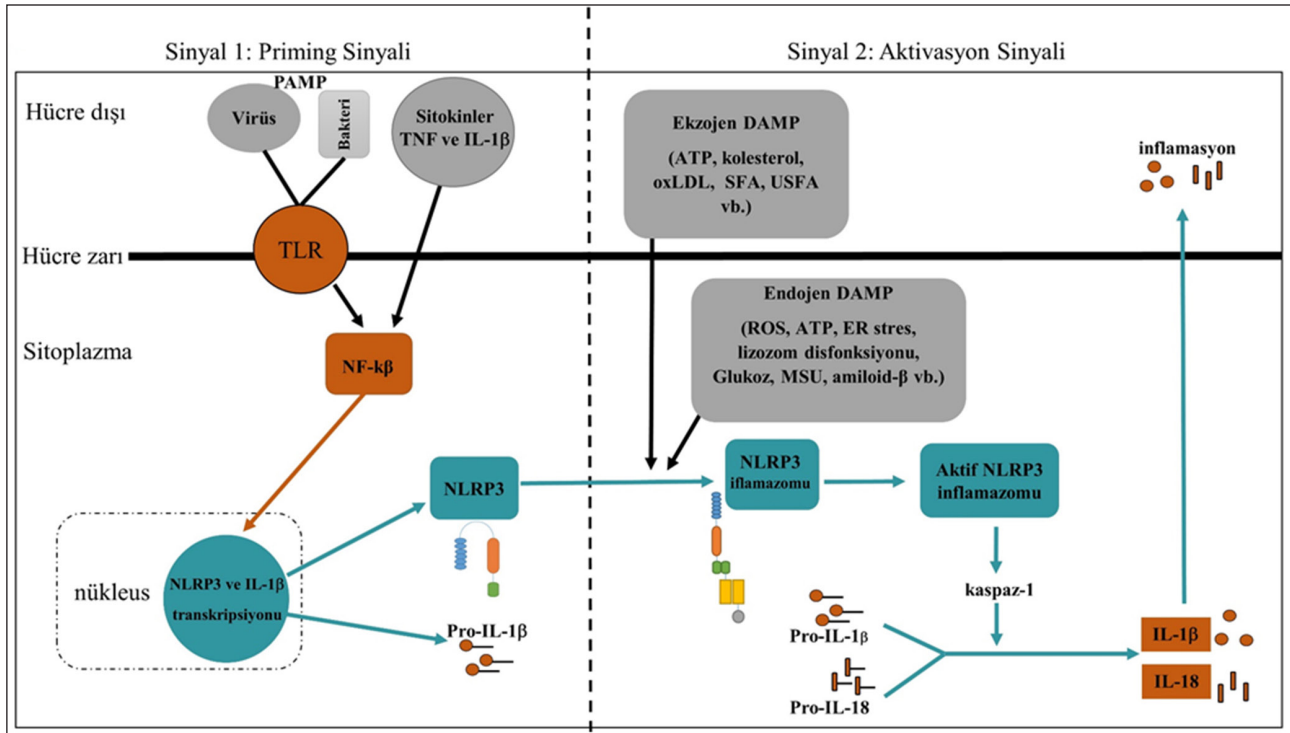 Sinyal 1: Priming Sinyali
Sinyal 2: Aktivasyon Sinyali
Hücre dışı
PAMP
Virüs
Bakteri
Sitokinler
TNF ve IL-1β
Ekzojen DAMP
(ATP, kolesterol,
oxLDL, SFA, USFA
vb.)
inflamasyon
TLR
Hücre zarı
Endojen DAMP
(ROS, ATP, ER stres,
lizozom disfonksiyonu,
Glukoz, MSU, amiloid-β vb.)
Sitoplazma
NF-kβ
NLRP3
NLRP3
iflamazomu
Aktif NLRP3
inflamazomu
nükleus
NLRP3 ve IL-1β
transkripsiyonu
kaspaz-1
Pro-IL-1β
Pro-IL-1β
IL-1β
IL-18
Pro-IL-18